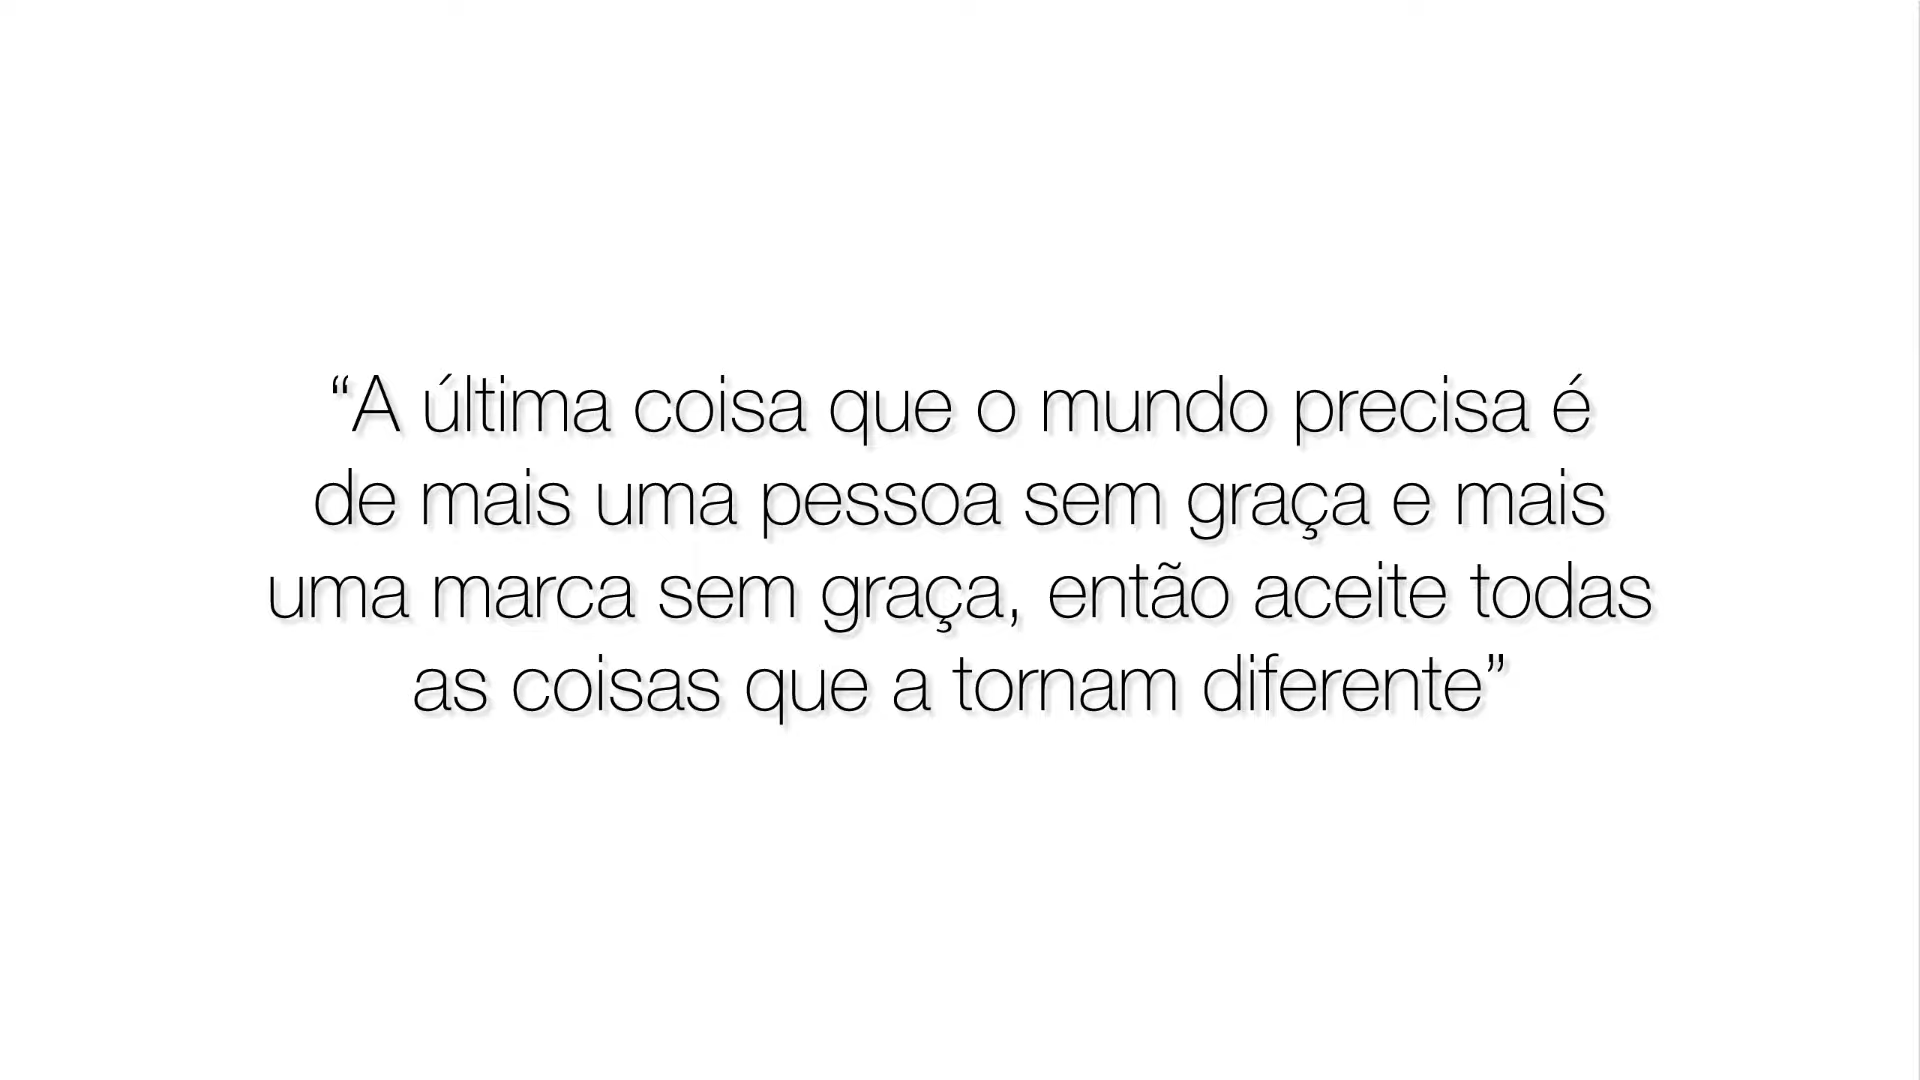 “A última coisa que o mundo precisa é
de mais uma pessoa sem graça e mais
uma marca sem graça, então aceite todas
as coisas que a tornam diferente”